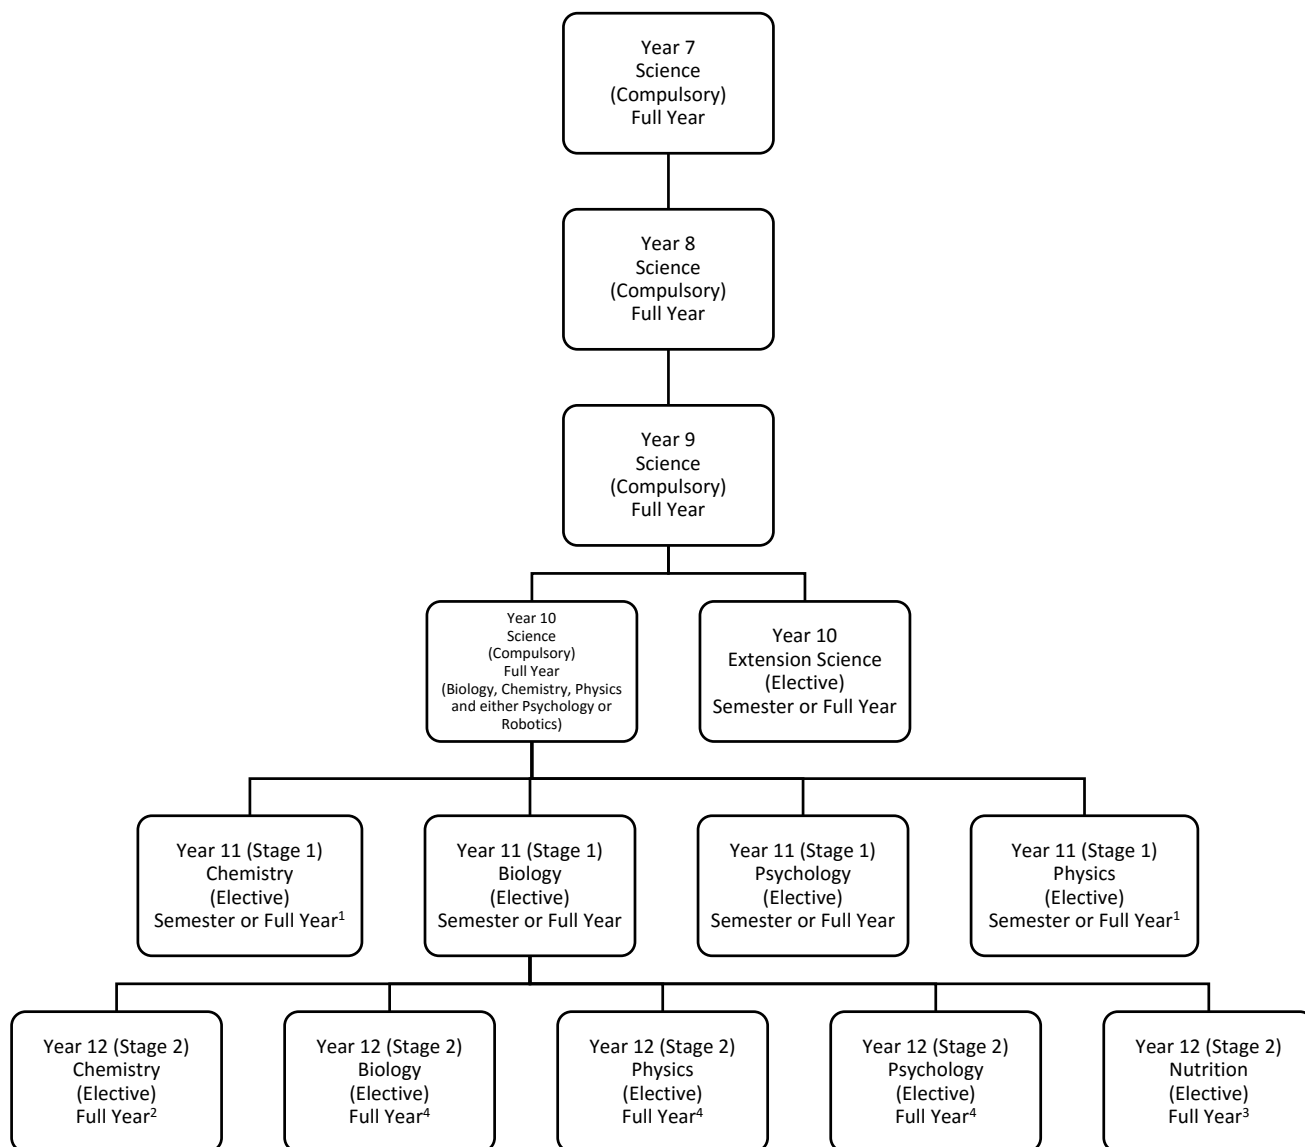 Year 7
Science
(Compulsory)
Full Year
Year 8
Science
(Compulsory)
Full Year
Year 9
Science
(Compulsory)
Full Year
Year 10
Science
(Compulsory)
Full Year
(Biology, Chemistry, Physics
and either Psychology or
Robotics)
Year 10
Extension Science
(Elective)
Semester or Full Year
Year 11 (Stage 1)
Chemistry
(Elective)
Semester or Full Year¹
Year 11 (Stage 1)
Biology
(Elective)
Semester or Full Year
Year 11 (Stage 1)
Psychology
(Elective)
Semester or Full Year
Year 11 (Stage 1)
Physics
(Elective)
Semester or Full Year¹
Year 12 (Stage 2)
Chemistry
(Elective)
Full Year²
Year 12 (Stage 2)
Biology
(Elective)
Full Year⁴
Year 12 (Stage 2)
Physics
(Elective)
Full Year⁴
Year 12 (Stage 2)
Psychology
(Elective)
Full Year⁴
Year 12 (Stage 2)
Nutrition
(Elective)
Full Year³